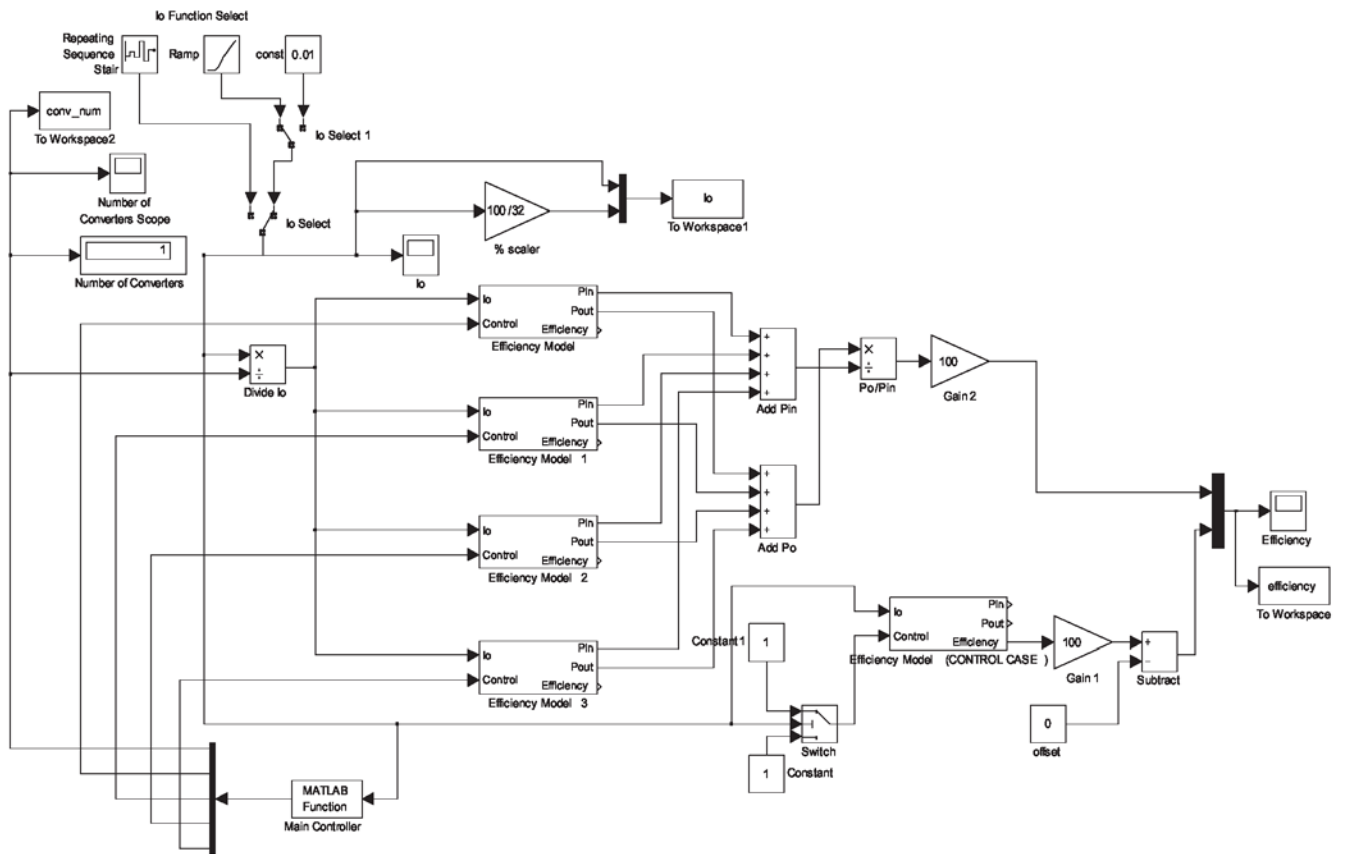 Io Function Select
Repeating
Sequence
Stair
Ramp
const
0.01
conv_num
To Workspace2
Io Select 1
Number of
Converters Scope
Io Select
100 /32
% scaler
Io
To Workspace1
1
Number of Converters
Io
Io
Control
Pin
Pout
Efficiency
Efficiency Model
×
÷
Divide Io
+
+
+
+
Add Pin
×
÷
Po/Pin
100
Gain 2
Io
Control
Pin
Pout
Efficiency
Efficiency Model 1
+
+
+
+
Add Po
Io
Control
Pin
Pout
Efficiency
Efficiency Model 2
Efficiency
efficiency
To Workspace
Io
Control
Pin
Pout
Efficiency
Efficiency Model (CONTROL CASE )
100
Gain 1
+
−
Subtract
Constant1
1
Io
Control
Pin
Pout
Efficiency
Efficiency Model 3
Switch
0
offset
1
Constant
MATLAB
Function
Main Controller